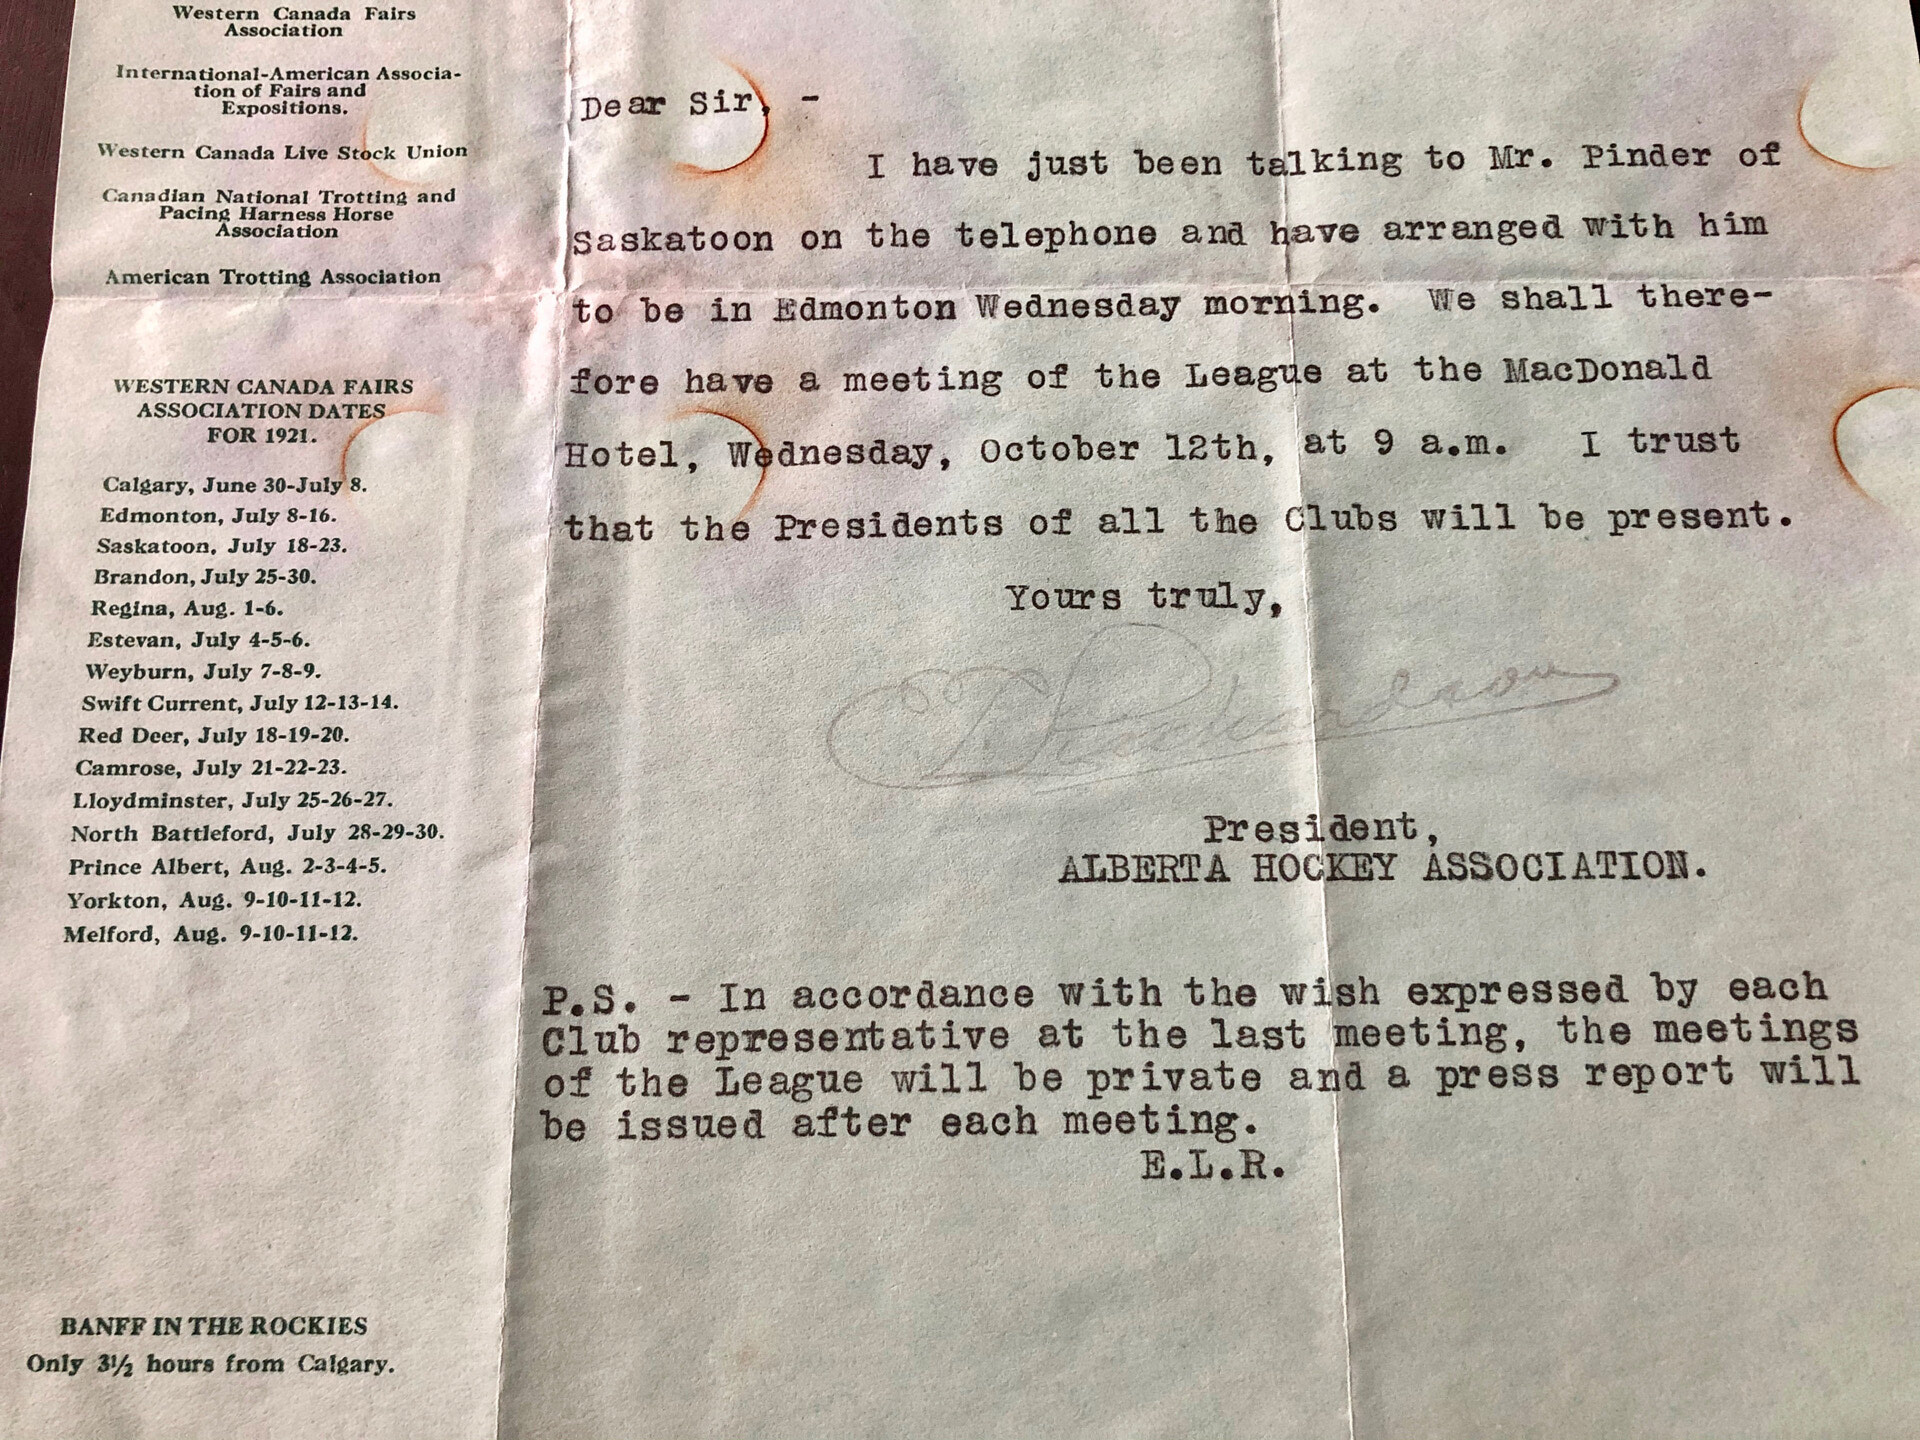 Western Canada Fairs
Association
International-American Associa-
tion of Fairs and
Expositions.
Western Canada Live Stock Union
Canadian National Trotting and
Pacing Harness Horse
Association
American Trotting Association
WESTERN CANADA FAIRS
ASSOCIATION DATES
FOR 1921.
Calgary, June 30-July 8.
Edmonton, July 8-16.
Saskatoon, July 18-23.
Brandon, July 25-30.
Regina, Aug. 1-6.
Estevan, July 4-5-6.
Weyburn, July 7-8-9.
Swift Current, July 12-13-14.
Red Deer, July 18-19-20.
Camrose, July 21-22-23.
Lloydminster, July 25-26-27.
North Battleford, July 28-29-30.
Prince Albert, Aug. 2-3-4-5.
Yorkton, Aug. 9-10-11-12.
Melford, Aug. 9-10-11-12.
BANFF IN THE ROCKIES
Only 3½ hours from Calgary.
Dear Sir, -
I have just been talking to Mr. Pinder of
Saskatoon on the telephone and have arranged with him
to be in Edmonton Wednesday morning. We shall there-
fore have a meeting of the League at the MacDonald
Hotel, Wednesday, October 12th, at 9 a.m. I trust
that the Presidents of all the Clubs will be present.
Yours truly,
E L Richardson
President,
ALBERTA HOCKEY ASSOCIATION.
P.S. - In accordance with the wish expressed by each
Club representative at the last meeting, the meetings
of the League will be private and a press report will
be issued after each meeting.
E.L.R.